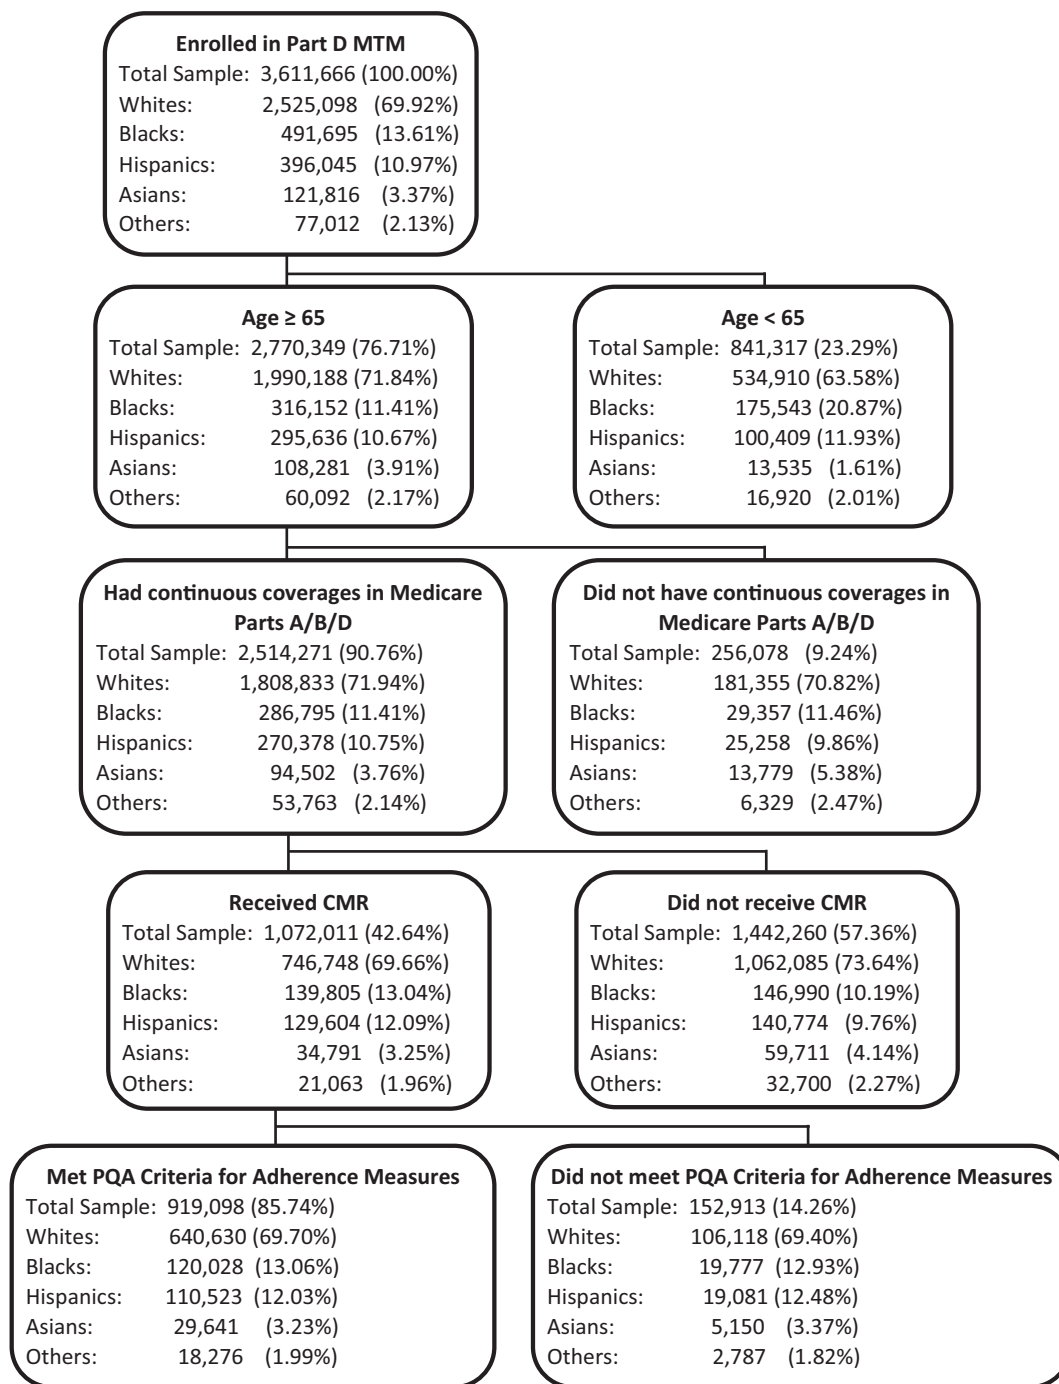 Enrolled in Part D MTM
Total Sample: 3,611,666 (100.00%)
Whites: 2,525,098 (69.92%)
Blacks: 491,695 (13.61%)
Hispanics: 396,045 (10.97%)
Asians: 121,816 (3.37%)
Others: 77,012 (2.13%)
Age ≥ 65
Total Sample: 2,770,349 (76.71%)
Whites: 1,990,188 (71.84%)
Blacks: 316,152 (11.41%)
Hispanics: 295,636 (10.67%)
Asians: 108,281 (3.91%)
Others: 60,092 (2.17%)
Age < 65
Total Sample: 841,317 (23.29%)
Whites: 534,910 (63.58%)
Blacks: 175,543 (20.87%)
Hispanics: 100,409 (11.93%)
Asians: 13,535 (1.61%)
Others: 16,920 (2.01%)
Had continuous coverages in Medicare
Parts A/B/D
Total Sample: 2,514,271 (90.76%)
Whites: 1,808,833 (71.94%)
Blacks: 286,795 (11.41%)
Hispanics: 270,378 (10.75%)
Asians: 94,502 (3.76%)
Others: 53,763 (2.14%)
Did not have continuous coverages in
Medicare Parts A/B/D
Total Sample: 256,078 (9.24%)
Whites: 181,355 (70.82%)
Blacks: 29,357 (11.46%)
Hispanics: 25,258 (9.86%)
Asians: 13,779 (5.38%)
Others: 6,329 (2.47%)
Received CMR
Total Sample: 1,072,011 (42.64%)
Whites: 746,748 (69.66%)
Blacks: 139,805 (13.04%)
Hispanics: 129,604 (12.09%)
Asians: 34,791 (3.25%)
Others: 21,063 (1.96%)
Did not receive CMR
Total Sample: 1,442,260 (57.36%)
Whites: 1,062,085 (73.64%)
Blacks: 146,990 (10.19%)
Hispanics: 140,774 (9.76%)
Asians: 59,711 (4.14%)
Others: 32,700 (2.27%)
Met PQA Criteria for Adherence Measures
Total Sample: 919,098 (85.74%)
Whites: 640,630 (69.70%)
Blacks: 120,028 (13.06%)
Hispanics: 110,523 (12.03%)
Asians: 29,641 (3.23%)
Others: 18,276 (1.99%)
Did not meet PQA Criteria for Adherence Measures
Total Sample: 152,913 (14.26%)
Whites: 106,118 (69.40%)
Blacks: 19,777 (12.93%)
Hispanics: 19,081 (12.48%)
Asians: 5,150 (3.37%)
Others: 2,787 (1.82%)